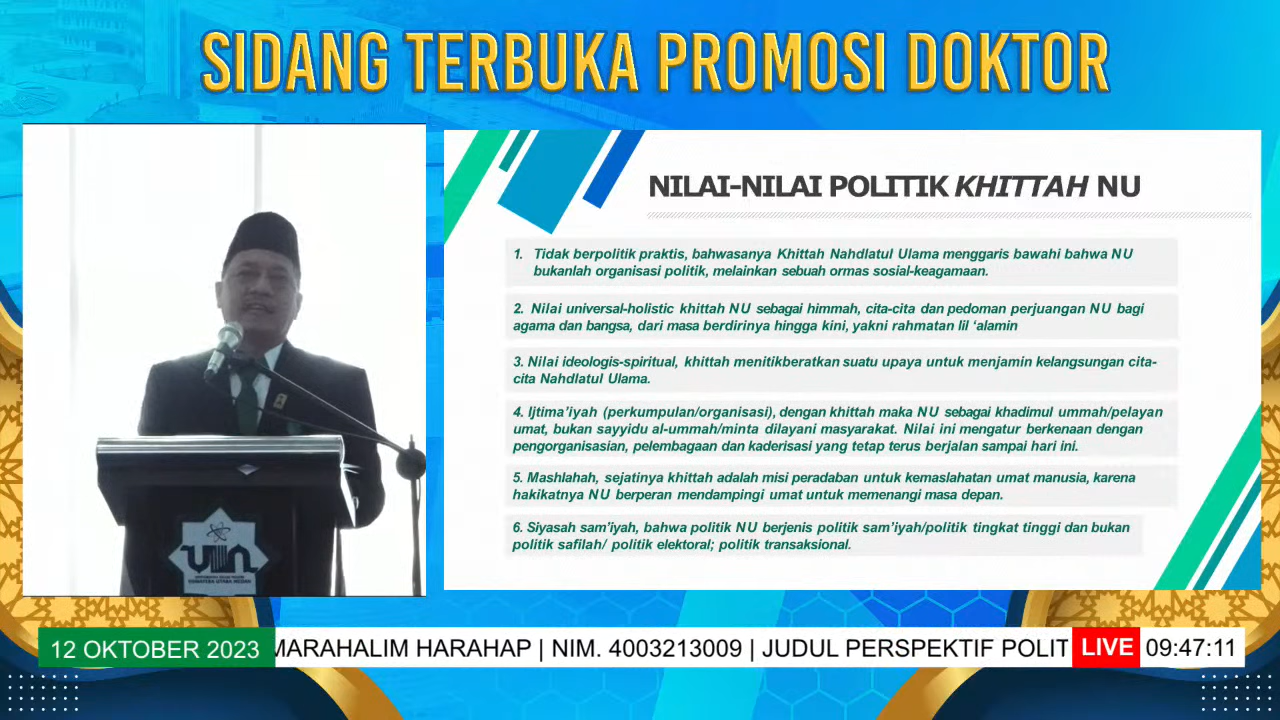 SIDANG TERBUKA PROMOSI DOKTOR
NILAI-NILAI POLITIK KHITTAH NU
1. Tidak berpolitik praktis, bahwasanya Khittah Nahdlatul Ulama menggaris bawahi bahwa NU
bukanlah organisasi politik, melainkan sebuah ormas sosial-keagamaan.
2. Nilai universal-holistic khittah NU sebagai himmah, cita-cita dan pedoman perjuangan NU bagi
agama dan bangsa, dari masa berdirinya hingga kini, yakni rahmatan lil ‘alamin
3. Nilai ideologis-spiritual, khittah menitikberatkan suatu upaya untuk menjamin kelangsungan cita-
cita Nahdlatul Ulama.
4. Ijtima’iyah (perkumpulan/organisasi), dengan khittah maka NU sebagai khadimul ummah/pelayan
umat, bukan sayyidu al-ummah/minta dilayani masyarakat. Nilai ini mengatur berkenaan dengan
pengorganisasian, pelembagaan dan kaderisasi yang tetap terus berjalan sampai hari ini.
5. Mashlahah, sejatinya khittah adalah misi peradaban untuk kemaslahatan umat manusia, karena
hakikatnya NU berperan mendampingi umat untuk memenangi masa depan.
6. Siyasah sam’iyah, bahwa politik NU berjenis politik sam’iyah/politik tingkat tinggi dan bukan
politik safilah/ politik elektoral; politik transaksional.
UIN
SUMATERA UTARA MEDAN
12 OKTOBER 2023 MARAHALIM HARAHAP | NIM. 4003213009 | JUDUL PERSPEKTIF POLIT LIVE 09:47:11